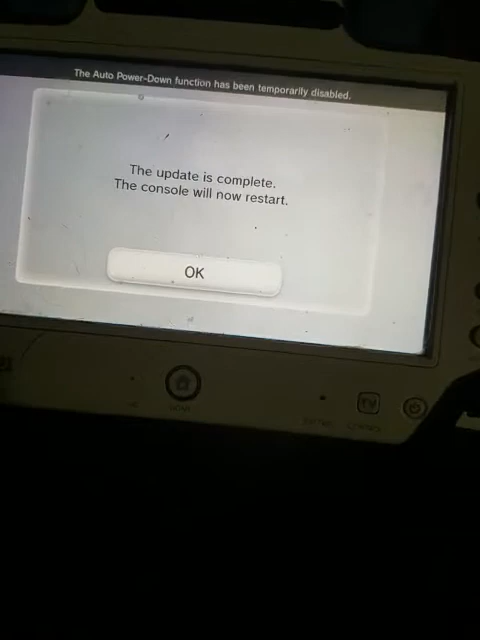 The Auto Power-Down function has been temporarily disabled.
The update is complete.
The console will now restart.
OK
HOME
TV